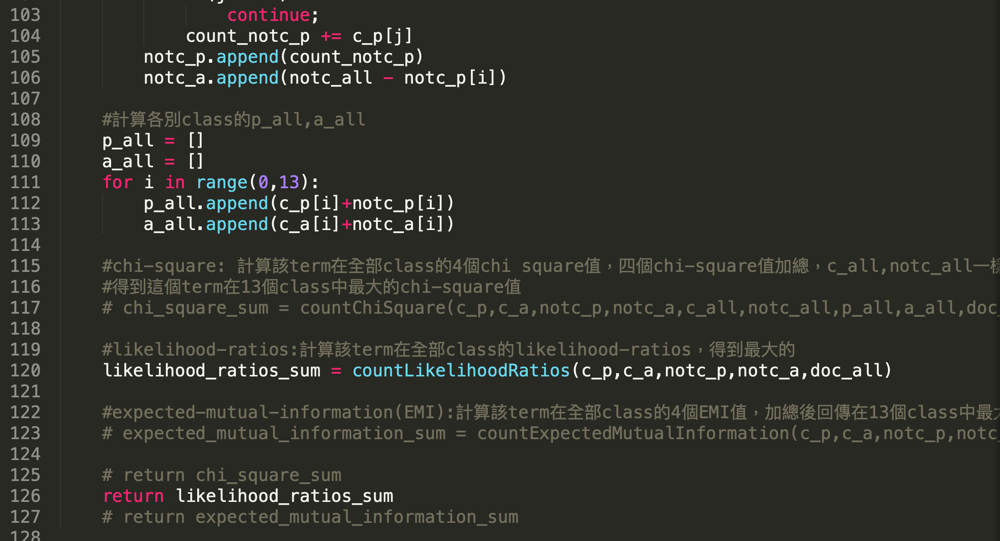 103 continue;
104 count_notc_p += c_p[j]
105 notc_p.append(count_notc_p)
106 notc_a.append(notc_all - notc_p[i])
107
108 #計算各別class的p_all,a_all
109 p_all = []
110 a_all = []
111 for i in range(0,13):
112 p_all.append(c_p[i]+notc_p[i])
113 a_all.append(c_a[i]+notc_a[i])
114
115 #chi-square: 計算該term在全部class的4個chi square值，四個chi-square值加總，c_all,notc_all一樣
116 #得到這個term在13個class中最大的chi-square值
117 # chi_square_sum = countChiSquare(c_p,c_a,notc_p,notc_a,c_all,notc_all,p_all,a_all,doc_
118
119 #likelihood-ratios:計算該term在全部class的likelihood-ratios，得到最大的
120 likelihood_ratios_sum = countLikelihoodRatios(c_p,c_a,notc_p,notc_a,doc_all)
121
122 #expected-mutual-information(EMI):計算該term在全部class的4個EMI值，加總後回傳在13個class中最大
123 # expected_mutual_information_sum = countExpectedMutualInformation(c_p,c_a,notc_p,notc_
124
125 # return chi_square_sum
126 return likelihood_ratios_sum
127 # return expected_mutual_information_sum
128